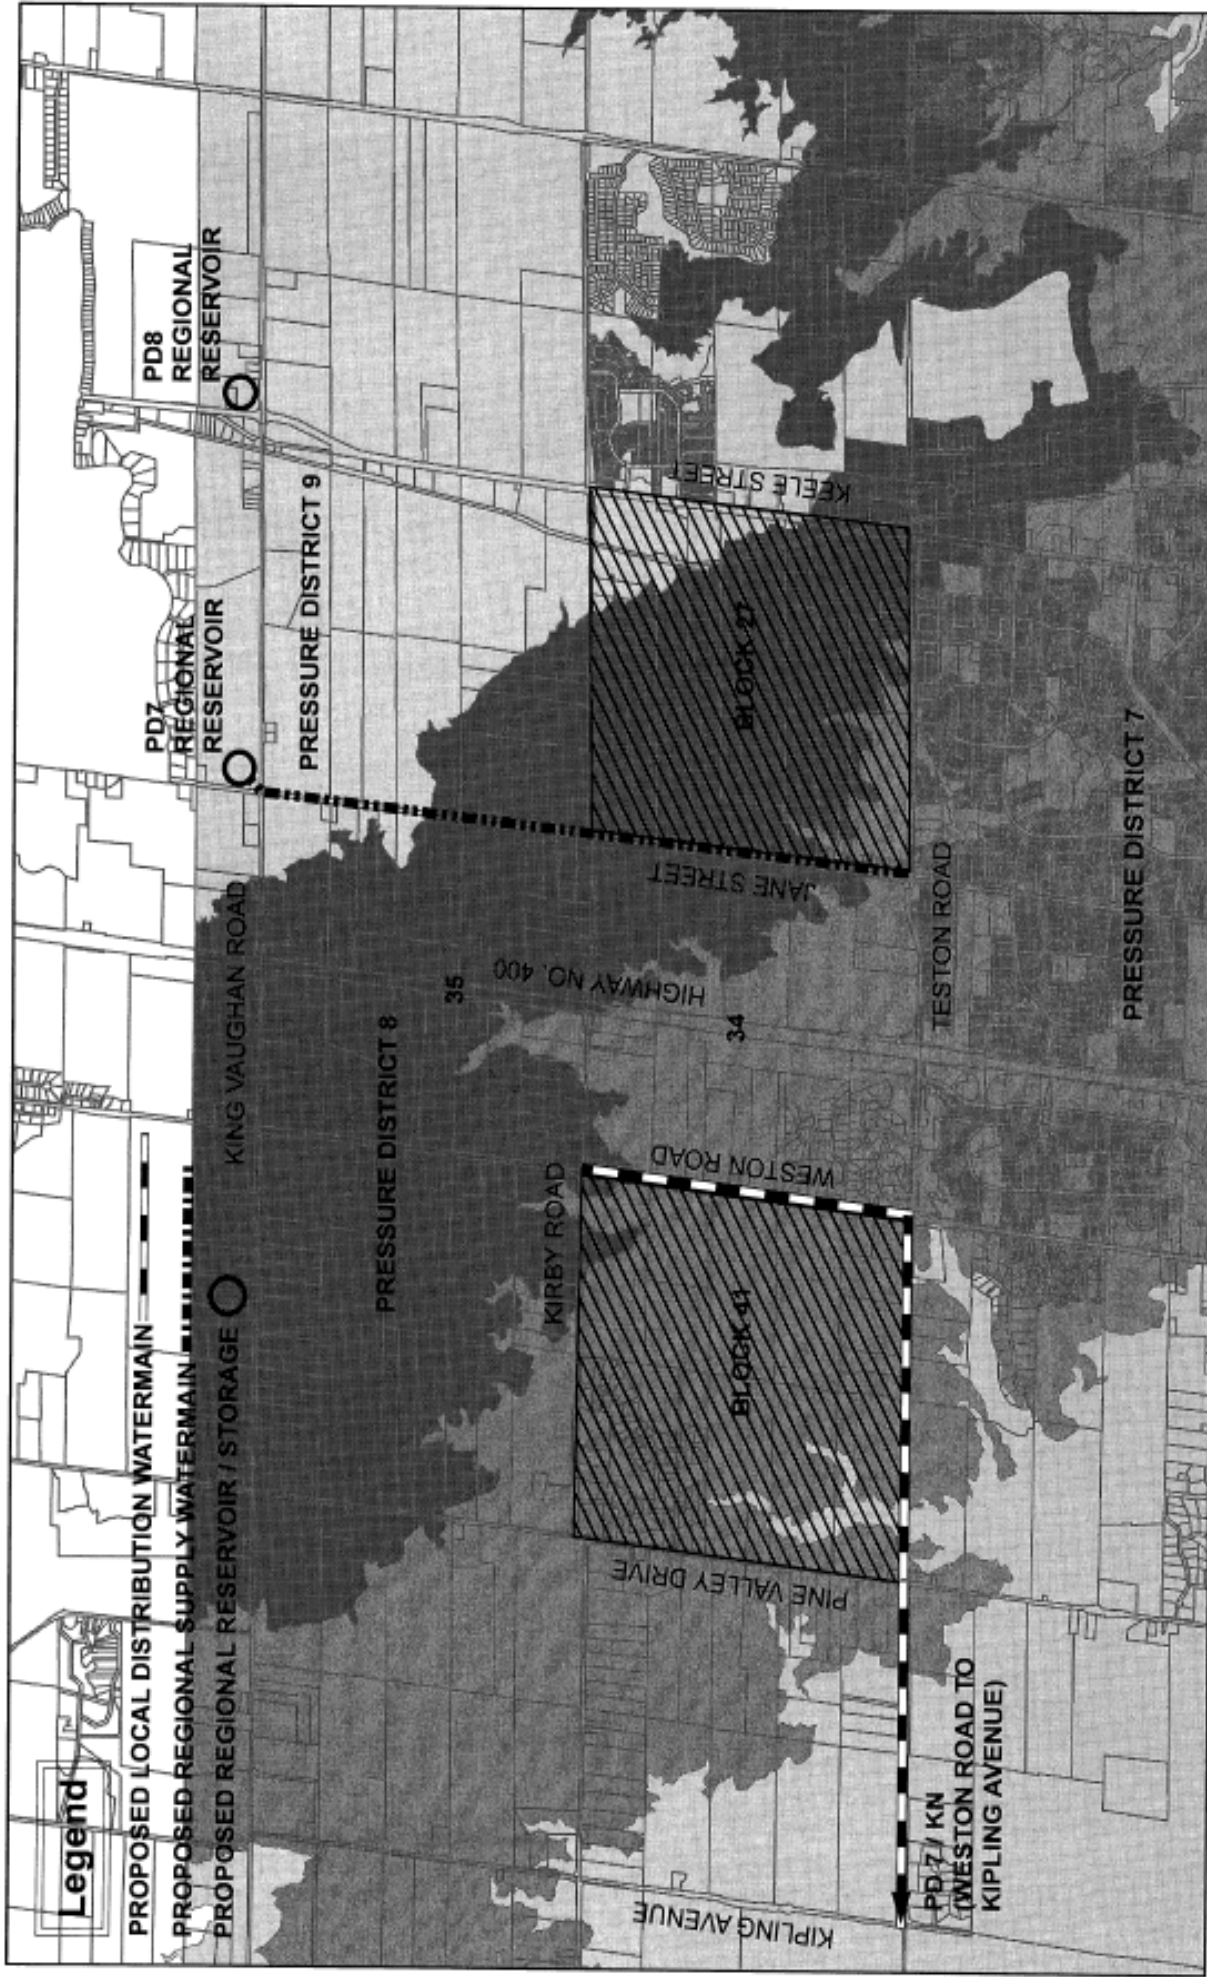 Legend
PROPOSED LOCAL DISTRIBUTION WATERMAIN
PROPOSED REGIONAL SUPPLY WATERMAIN
PROPOSED REGIONAL RESERVOIR / STORAGE
KING VAUGHAN ROAD
PD7
REGIONAL
RESERVOIR
PD8
REGIONAL
RESERVOIR
PRESSURE DISTRICT 9
PRESSURE DISTRICT 8
35
KIRBY ROAD
HIGHWAY NO. 400
34
KIPLING AVENUE
PINE VALLEY DRIVE
BLOCK 41
WESTON ROAD
JANE STREET
BLOCK 27
KEELE STREET
TESTON ROAD
PD 7 / KN
(WESTON ROAD TO
KIPLING AVENUE)
PRESSURE DISTRICT 7